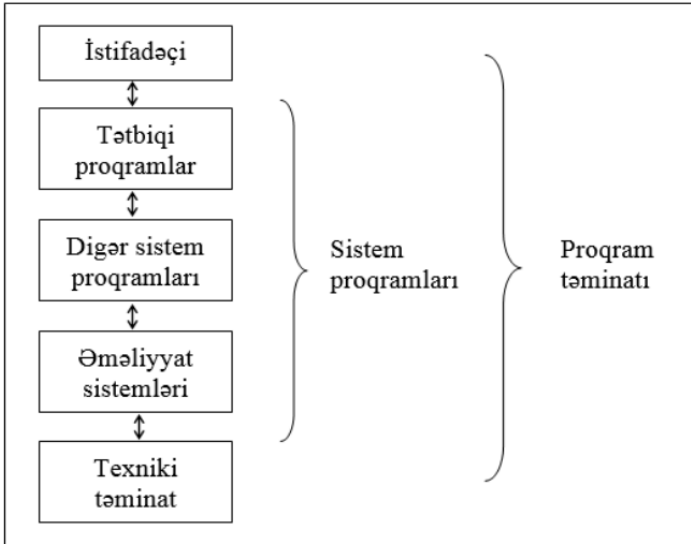 İstifadəçi
Tətbiqi
proqramlar
Digər sistem
proqramları
Əməliyyat
sistemləri
Texniki
təminat
Sistem
proqramları
Proqram
təminatı